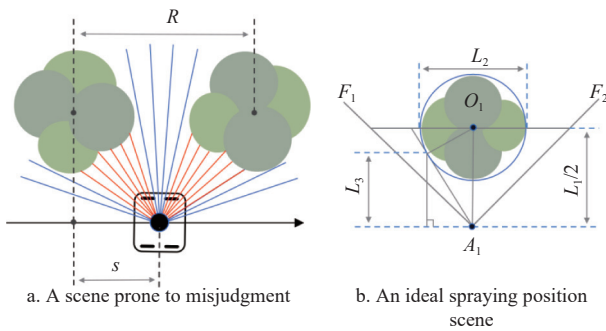 R
s
a. A scene prone to misjudgment
L2
F1
F2
O1
L3
L1/2
A1
b. An ideal spraying position
scene